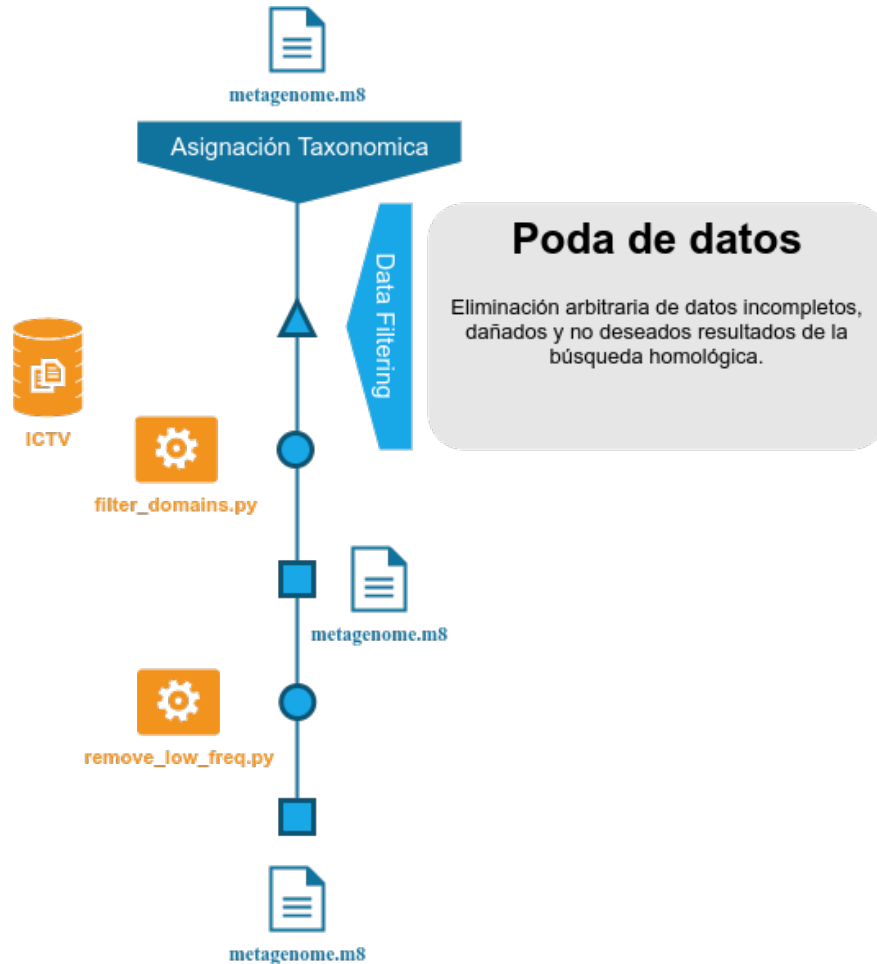 metagenome.m8
Asignación Taxonomica
Data Filtering
Poda de datos
Eliminación arbitraria de datos incompletos,
dañados y no deseados resultados de la
búsqueda homológica.
ICTV
filter_domains.py
metagenome.m8
remove_low_freq.py
metagenome.m8